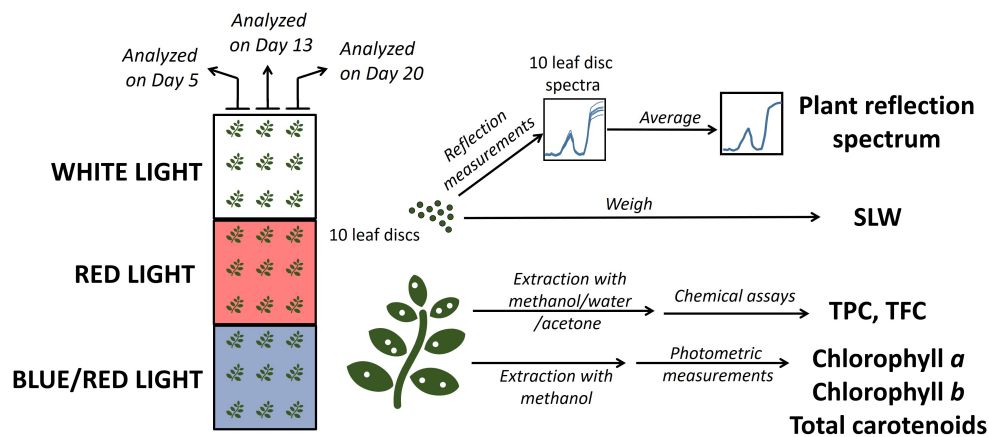 Analyzed
on Day 5
Analyzed
on Day 13
Analyzed
on Day 20
WHITE LIGHT
RED LIGHT
BLUE/RED LIGHT
10 leaf discs
Reflection
measurements
10 leaf disc
spectra
Average
Plant reflection
spectrum
Weigh
SLW
Extraction with
methanol/water
/acetone
Chemical assays
TPC, TFC
Extraction with
methanol
Photometric
measurements
Chlorophyll a
Chlorophyll b
Total carotenoids